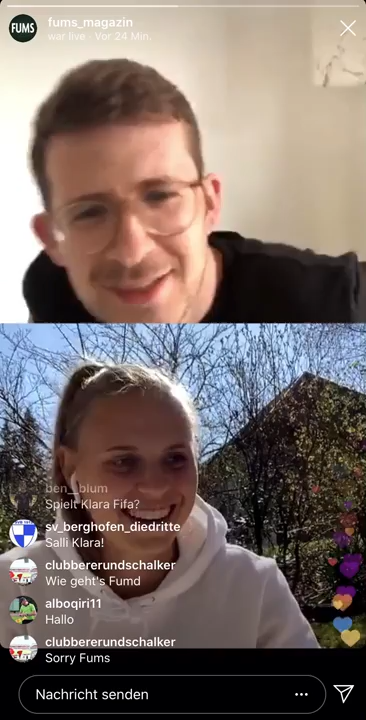 FUMS
fums_magazin
war live · Vor 24 Min.
ben__blum
Spielt Klara Fifa?
sv_berghofen_diedritte
Salli Klara!
clubbererundschalker
Wie geht's Fumd
alboqiri11
Hallo
clubbererundschalker
Sorry Fums
Nachricht senden